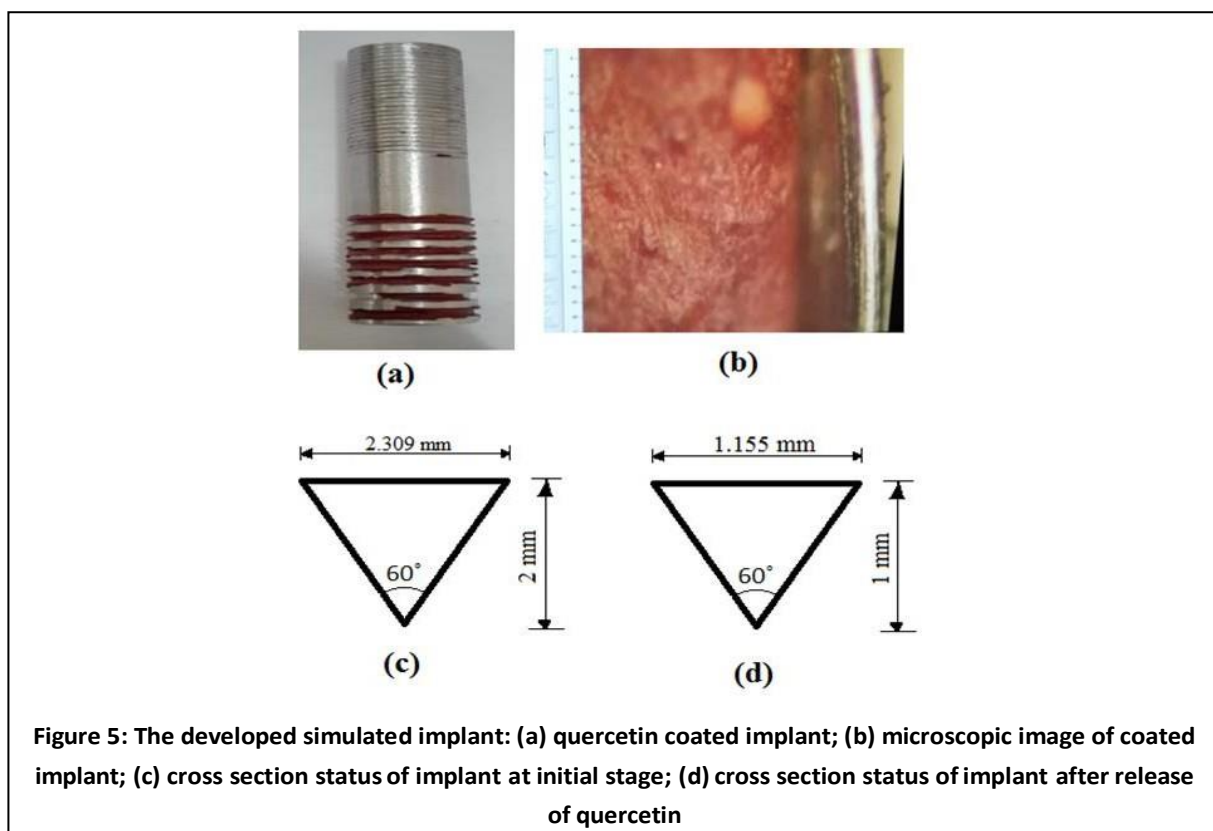 (a)
(b)
2.309 mm
2 mm
60°
(c)
1.155 mm
1 mm
60°
(d)
Figure 5: The developed simulated implant: (a) quercetin coated implant; (b) microscopic image of coated
implant; (c) cross section status of implant at initial stage; (d) cross section status of implant after release
of quercetin